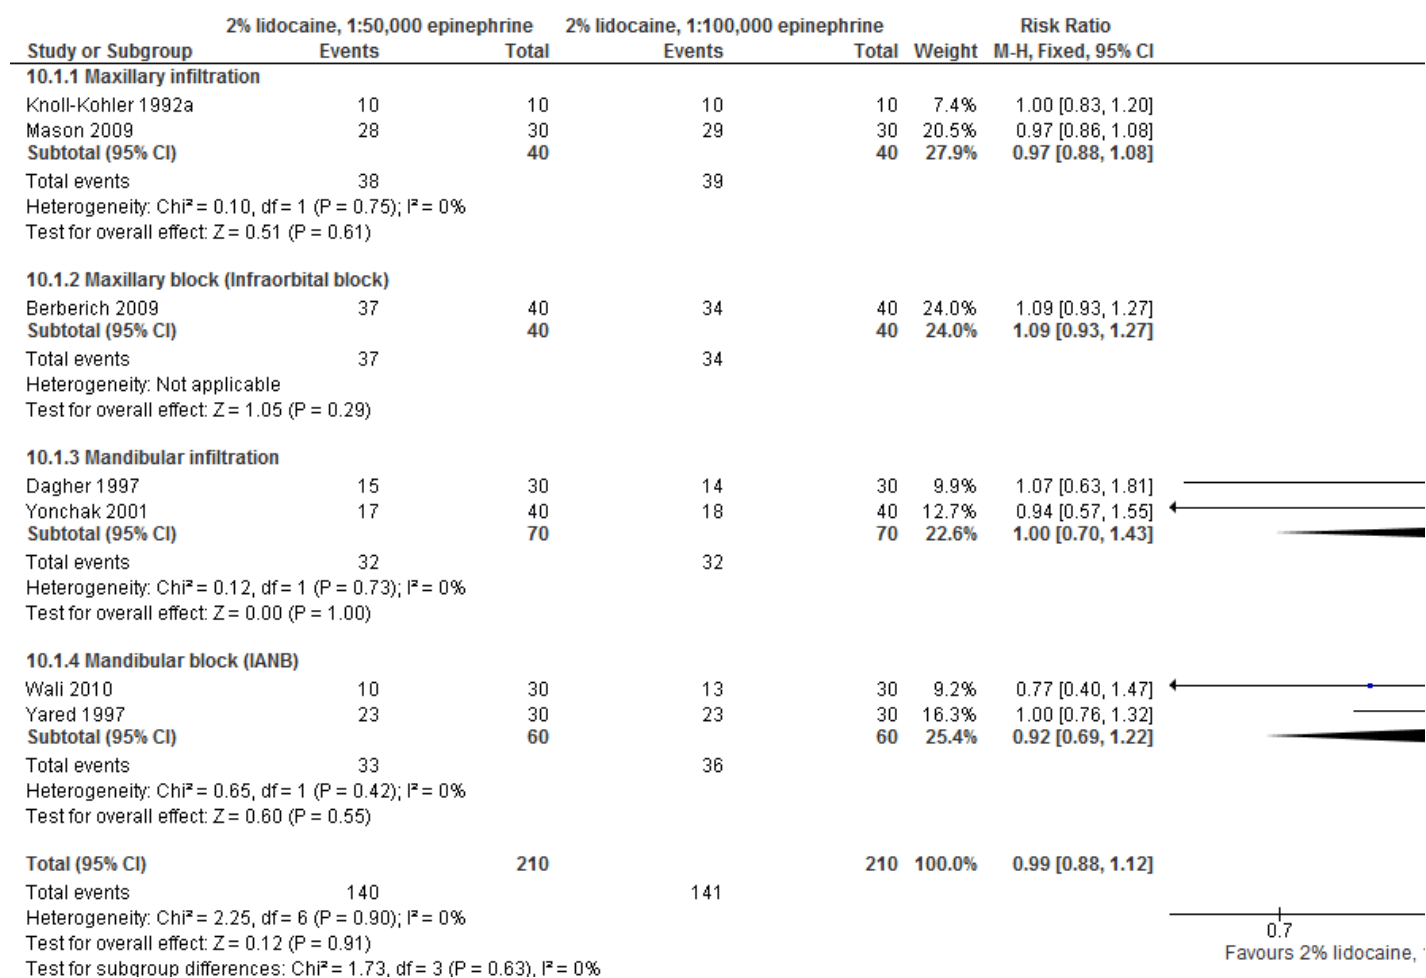 2% lidocaine, 1:50,000 epinephrine 2% lidocaine, 1:100,000 epinephrine Risk Ratio
Study or Subgroup Events Total Events Total Weight M-H, Fixed, 95% CI
10.1.1 Maxillary infiltration
Knoll-Kohler 1992a 10 10 10 10 7.4% 1.00 [0.83, 1.20]
Mason 2009 28 30 29 30 20.5% 0.97 [0.86, 1.08]
Subtotal (95% CI) 40 40 27.9% 0.97 [0.88, 1.08]
Total events 38 39
Heterogeneity: Chi² = 0.10, df = 1 (P = 0.75); I² = 0%
Test for overall effect: Z = 0.51 (P = 0.61)
10.1.2 Maxillary block (Infraorbital block)
Berberich 2009 37 40 34 40 24.0% 1.09 [0.93, 1.27]
Subtotal (95% CI) 40 40 24.0% 1.09 [0.93, 1.27]
Total events 37 34
Heterogeneity: Not applicable
Test for overall effect: Z = 1.05 (P = 0.29)
10.1.3 Mandibular infiltration
Dagher 1997 15 30 14 30 9.9% 1.07 [0.63, 1.81]
Yonchak 2001 17 40 18 40 12.7% 0.94 [0.57, 1.55]
Subtotal (95% CI) 70 70 22.6% 1.00 [0.70, 1.43]
Total events 32 32
Heterogeneity: Chi² = 0.12, df = 1 (P = 0.73); I² = 0%
Test for overall effect: Z = 0.00 (P = 1.00)
10.1.4 Mandibular block (IANB)
Wali 2010 10 30 13 30 9.2% 0.77 [0.40, 1.47]
Yared 1997 23 30 23 30 16.3% 1.00 [0.76, 1.32]
Subtotal (95% CI) 60 60 25.4% 0.92 [0.69, 1.22]
Total events 33 36
Heterogeneity: Chi² = 0.65, df = 1 (P = 0.42); I² = 0%
Test for overall effect: Z = 0.60 (P = 0.55)
Total (95% CI) 210 210 100.0% 0.99 [0.88, 1.12]
Total events 140 141
Heterogeneity: Chi² = 2.25, df = 6 (P = 0.90); I² = 0%
Test for overall effect: Z = 0.12 (P = 0.91)
Test for subgroup differences: Chi² = 1.73, df = 3 (P = 0.63), I² = 0%
0.7
Favours 2% lidocaine,